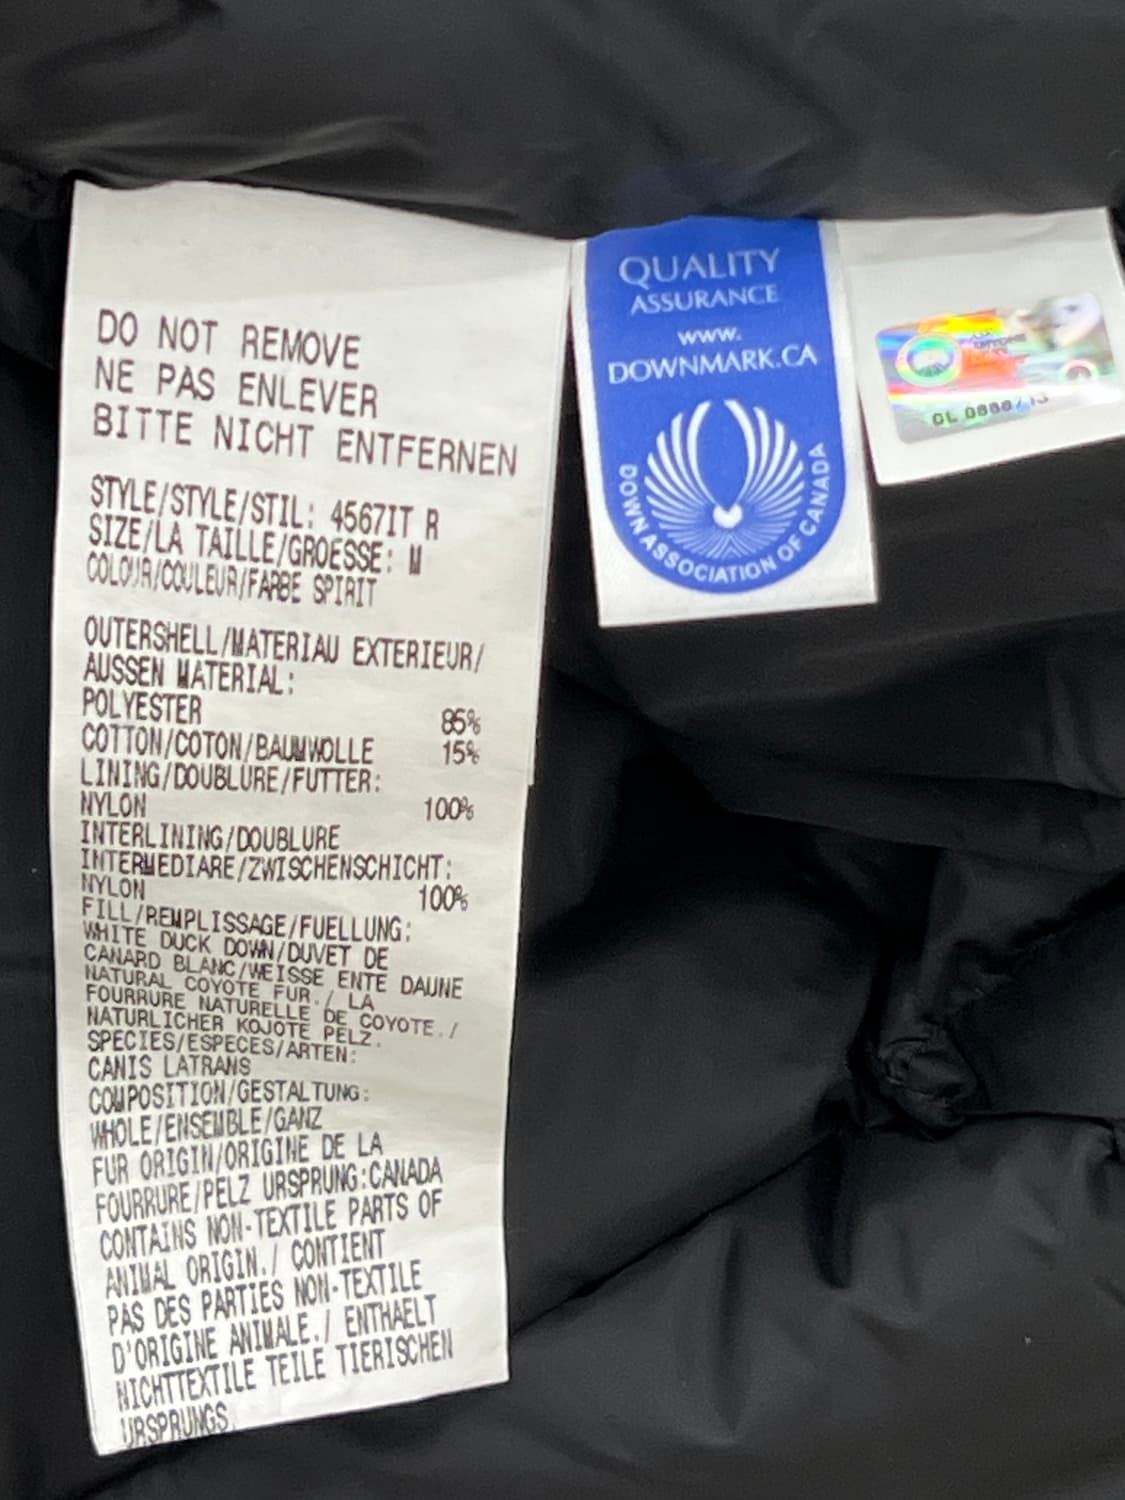 DO NOT REMOVE
NE PAS ENLEVER
BITTE NICHT ENTFERNEN
STYLE/STYLE/STIL: 4567IT R
SIZE/LA TAILLE/GROESSE: M
COLOUR/COULEUR/FARBE SPIRIT
OUTERSHELL/MATERIAU EXTERIEUR/
AUSSEN MATERIAL:
POLYESTER 85%
COTTON/COTON/BAUMWOLLE 15%
LINING/DOUBLURE/FUTTER:
NYLON 100%
INTERLINING/DOUBLURE
INTERMEDIARE/ZWISCHENSCHICHT:
NYLON 100%
FILL/REMPLISSAGE/FUELLUNG:
WHITE DUCK DOWN/DUVET DE
CANARD BLANC/WEISSE ENTE DAUNE
NATURAL COYOTE FUR./ LA
FOURRURE NATURELLE DE COYOTE./
NATURLICHER KOJOTE PELZ.
SPECIES/ESPECES/ARTEN:
CANIS LATRANS
COMPOSITION/GESTALTUNG:
WHOLE/ENSEMBLE/GANZ
FUR ORIGIN/ORIGINE DE LA
FOURRURE/PELZ URSPRUNG:CANADA
CONTAINS NON-TEXTILE PARTS OF
ANIMAL ORIGIN./ CONTIENT
PAS DES PARTIES NON-TEXTILE
D'ORIGINE ANIMALE./ ENTHAELT
NICHTTEXTILE TEILE TIERISCHEN
URSPRUNGS
QUALITY
ASSURANCE
www.
DOWNMARK.CA
DOWN ASSOCIATION OF CANADA
CL